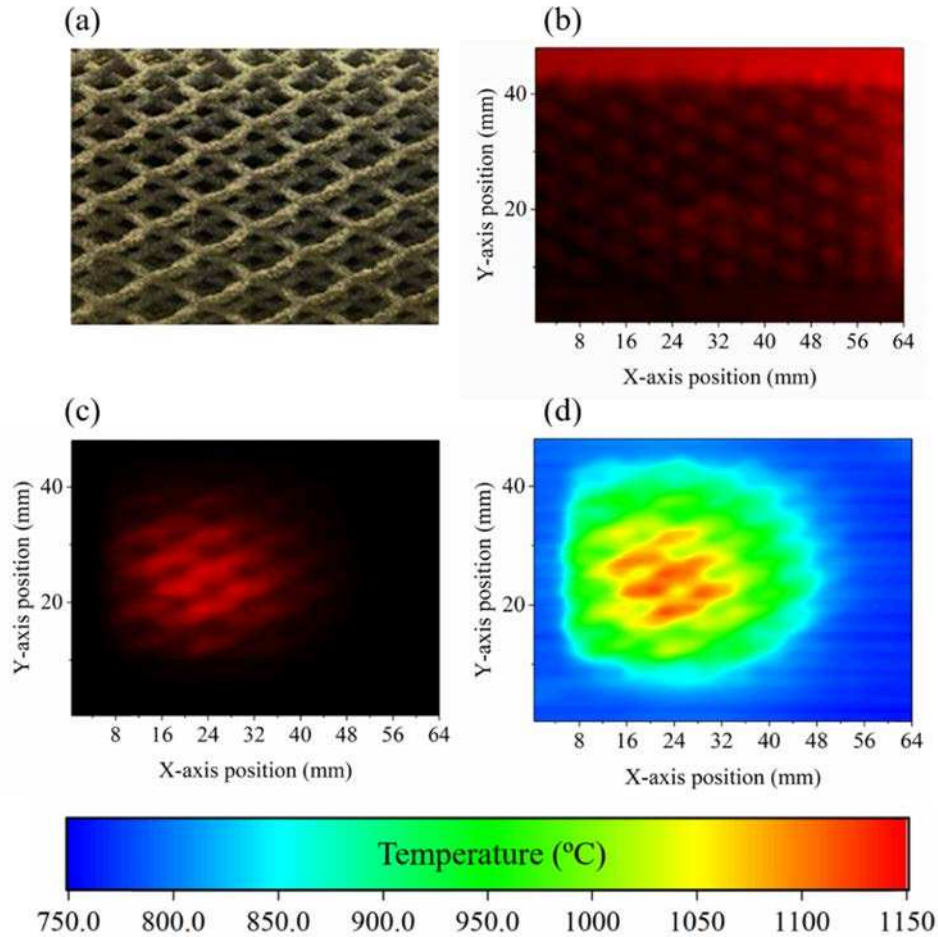 (a)
(b)
Y-axis position (mm)
40
20
8 16 24 32 40 48 56 64
X-axis position (mm)
(c)
(d)
Y-axis position (mm)
40
20
8 16 24 32 40 48 56 64
X-axis position (mm)
Y-axis position (mm)
40
20
8 16 24 32 40 48 56 64
X-axis position (mm)
Temperature (ºC)
750.0 800.0 850.0 900.0 950.0 1000 1050 1100 1150